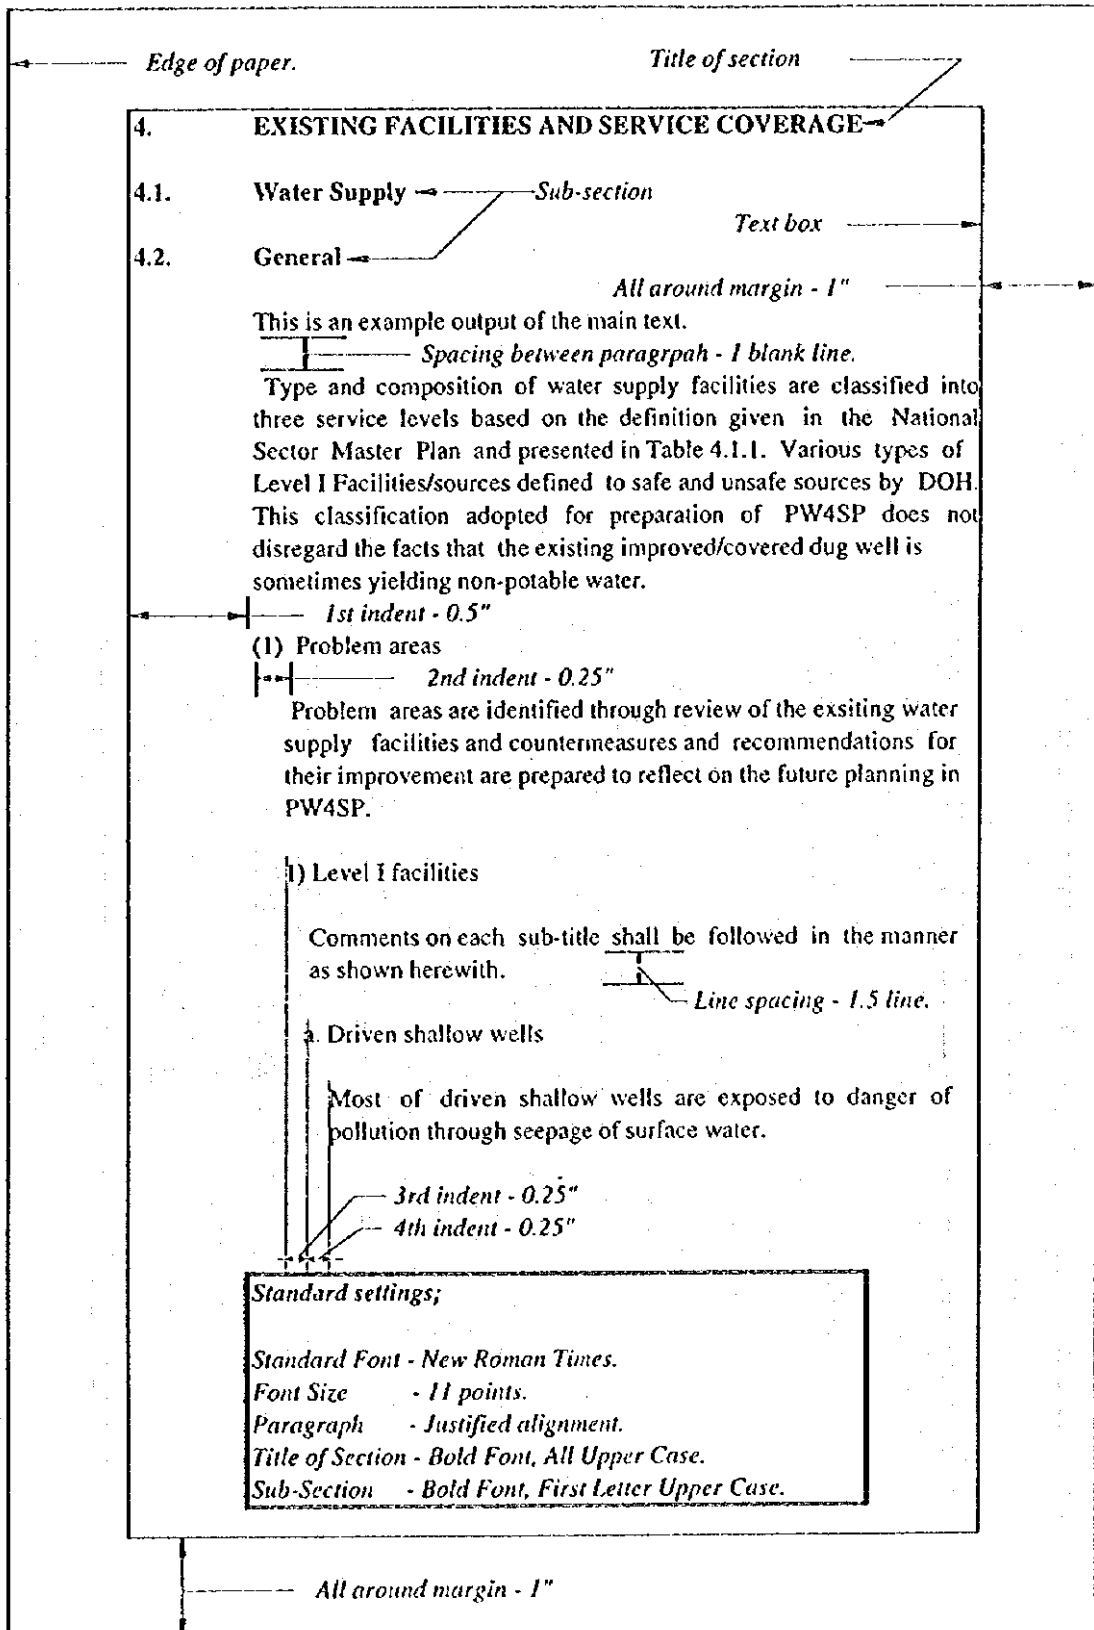 Edge of paper.
Title of section
4. EXISTING FACILITIES AND SERVICE COVERAGE
4.1. Water Supply
Sub-section
Text box
4.2. General
All around margin - 1"
This is an example output of the main text.
Spacing between paragrpah - 1 blank line.
Type and composition of water supply facilities are classified into
three service levels based on the definition given in the National
Sector Master Plan and presented in Table 4.1.1. Various types of
Level I Facilities/sources defined to safe and unsafe sources by DOH.
This classification adopted for preparation of PW4SP does not
disregard the facts that the existing improved/covered dug well is
sometimes yielding non-potable water.
1st indent - 0.5"
(1) Problem areas
2nd indent - 0.25"
Problem areas are identified through review of the exsiting water
supply facilities and countermeasures and recommendations for
their improvement are prepared to reflect on the future planning in
PW4SP.
1) Level I facilities
Comments on each sub-title shall be followed in the manner
as shown herewith.
Line spacing - 1.5 line.
a. Driven shallow wells
Most of driven shallow wells are exposed to danger of
pollution through seepage of surface water.
3rd indent - 0.25"
4th indent - 0.25"
Standard settings;
Standard Font - New Roman Times.
Font Size - 11 points.
Paragraph - Justified alignment.
Title of Section - Bold Font, All Upper Case.
Sub-Section - Bold Font, First Letter Upper Case.
All around margin - 1"